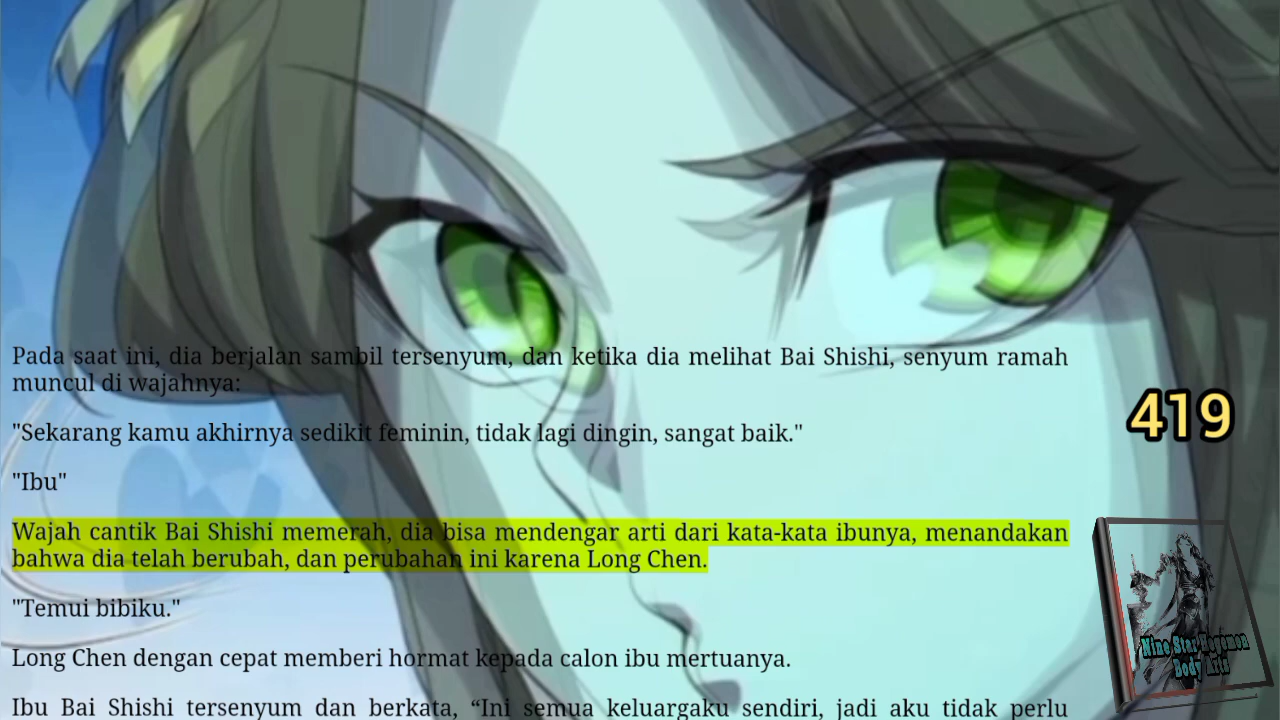 Pada saat ini, dia berjalan sambil tersenyum, dan ketika dia melihat Bai Shishi, senyum ramah
muncul di wajahnya:
"Sekarang kamu akhirnya sedikit feminin, tidak lagi dingin, sangat baik."
"Ibu"
Wajah cantik Bai Shishi memerah, dia bisa mendengar arti dari kata-kata ibunya, menandakan
bahwa dia telah berubah, dan perubahan ini karena Long Chen.
"Temui bibiku."
Long Chen dengan cepat memberi hormat kepada calon ibu mertuanya.
Ibu Bai Shishi tersenyum dan berkata, “Ini semua keluargaku sendiri, jadi aku tidak perlu
419
Nine Star Hegemon
Body Arts